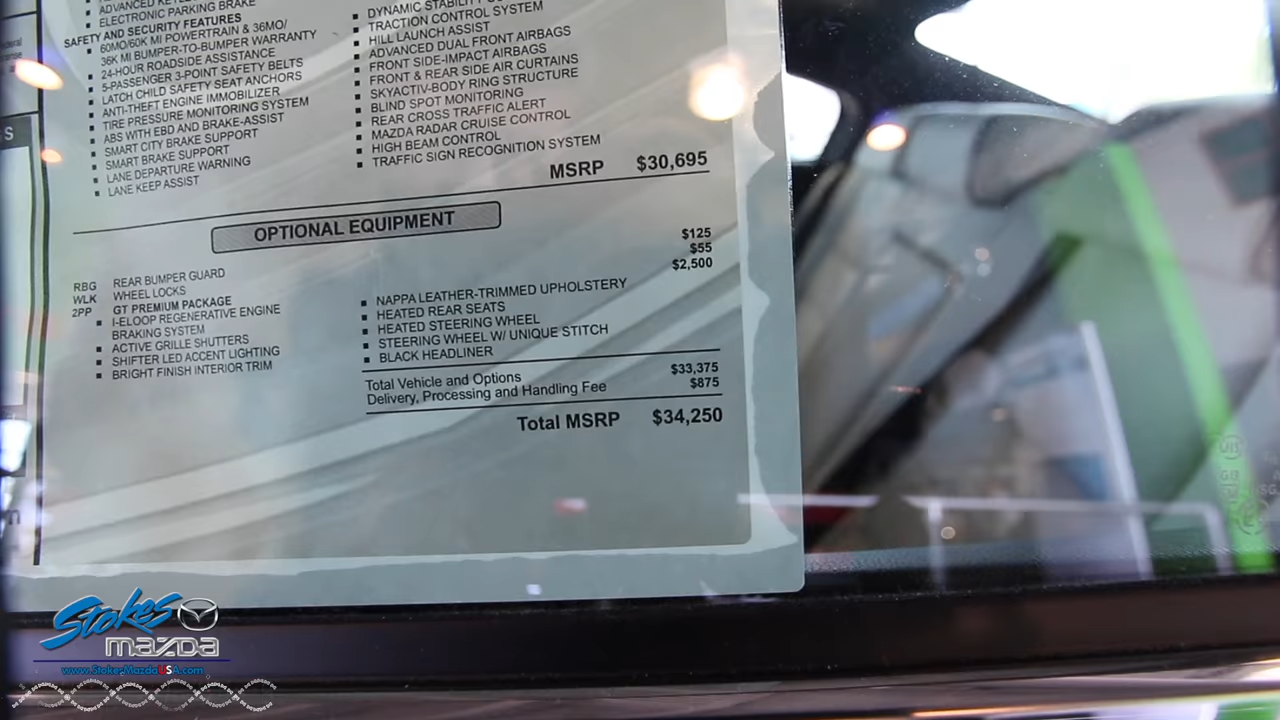 ELECTRONIC PARKING BRAKE
SAFETY AND SECURITY FEATURES
60MO/60K MI POWERTRAIN & 36MO/
36K MI BUMPER-TO-BUMPER WARRANTY
24-HOUR ROADSIDE ASSISTANCE
5-PASSENGER 3-POINT SAFETY BELTS
LATCH CHILD SAFETY SEAT ANCHORS
ANTI-THEFT ENGINE IMMOBILIZER
TIRE PRESSURE MONITORING SYSTEM
ABS WITH EBD AND BRAKE-ASSIST
SMART CITY BRAKE SUPPORT
SMART BRAKE SUPPORT
LANE DEPARTURE WARNING
LANE KEEP ASSIST
DYNAMIC STABILITY
TRACTION CONTROL SYSTEM
HILL LAUNCH ASSIST
ADVANCED DUAL FRONT AIRBAGS
FRONT SIDE-IMPACT AIRBAGS
FRONT & REAR SIDE AIR CURTAINS
SKYACTIV-BODY RING STRUCTURE
BLIND SPOT MONITORING
REAR CROSS TRAFFIC ALERT
MAZDA RADAR CRUISE CONTROL
HIGH BEAM CONTROL
TRAFFIC SIGN RECOGNITION SYSTEM
MSRP $30,695
OPTIONAL EQUIPMENT
RBG REAR BUMPER GUARD $125
WLK WHEEL LOCKS $55
2PP GT PREMIUM PACKAGE $2,500
I-ELOOP REGENERATIVE ENGINE
BRAKING SYSTEM
ACTIVE GRILLE SHUTTERS
SHIFTER LED ACCENT LIGHTING
BRIGHT FINISH INTERIOR TRIM
NAPPA LEATHER-TRIMMED UPHOLSTERY
HEATED REAR SEATS
HEATED STEERING WHEEL
STEERING WHEEL W/ UNIQUE STITCH
BLACK HEADLINER
Total Vehicle and Options $33,375
Delivery, Processing and Handling Fee $875
Total MSRP $34,250
Stokes
mazda
www.StokesMazdaUSA.com